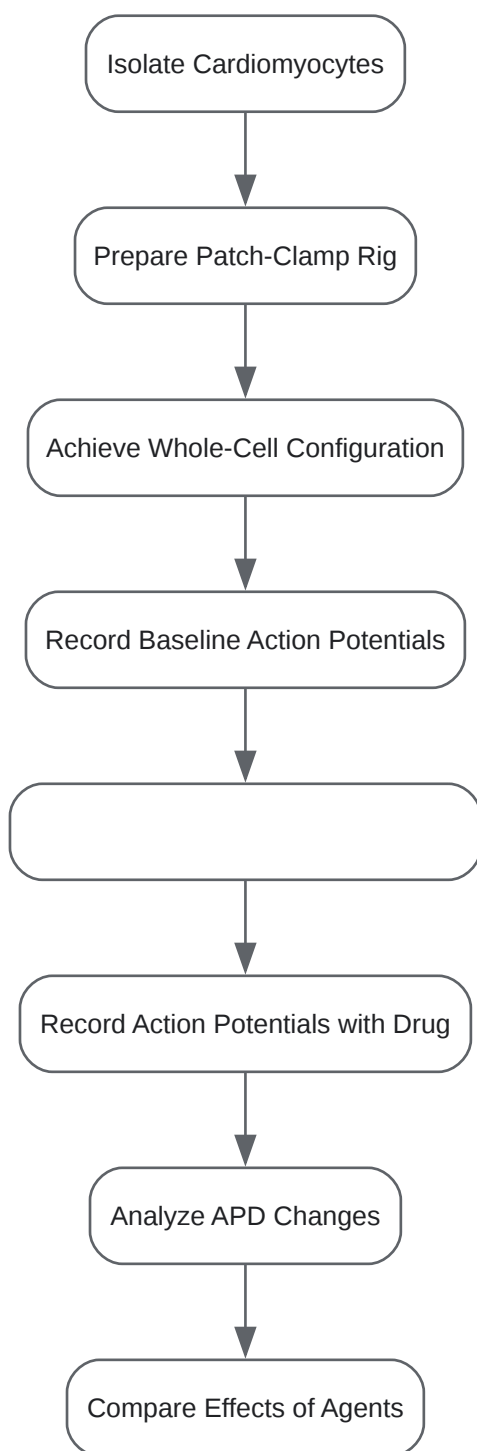 Isolate Cardiomyocytes
Prepare Patch-Clamp Rig
Achieve Whole-Cell Configuration
Record Baseline Action Potentials
Record Action Potentials with Drug
Analyze APD Changes
Compare Effects of Agents